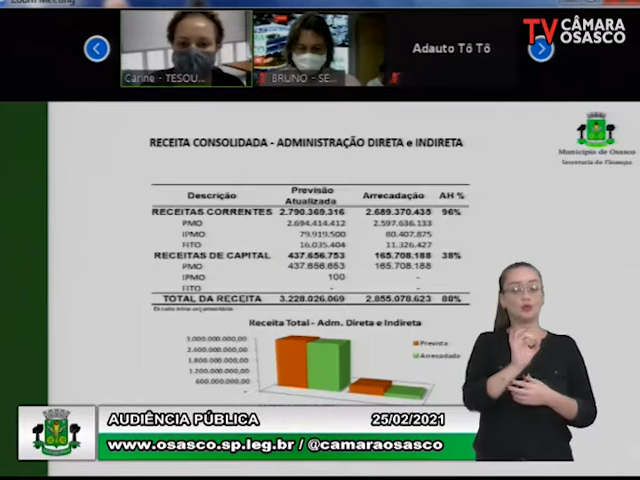 Zoom Meeting
TV CÂMARA
OSASCO
Carine - TESOU...
BRUNO - SE...
Adauto Tô Tô
RECEITA CONSOLIDADA - ADMINISTRAÇÃO DIRETA e INDIRETA
Município de Osasco
Secretaria de Finanças
Descrição Previsão Atualizada Arrecadação AH %
RECEITAS CORRENTES 2.790.369.316 2.689.370.435 96%
PMO 2.694.414.412 2.597.636.133
IPMO 79.919.500 80.407.875
FITO 16.035.404 11.326.427
RECEITAS DE CAPITAL 437.656.753 165.708.188 38%
PMO 437.656.653 165.708.188
IPMO 100 -
FITO - -
TOTAL DA RECEITA 3.228.026.069 2.855.078.623 88%
Receita Total - Adm. Direta e Indireta
3.000.000.000,00
2.400.000.000,00
1.800.000.000,00
1.200.000.000,00
600.000.000,00
-
Prevista
Arrecadado
AUDIÊNCIA PÚBLICA 25/02/2021
www.osasco.sp.leg.br / @camaraosasco